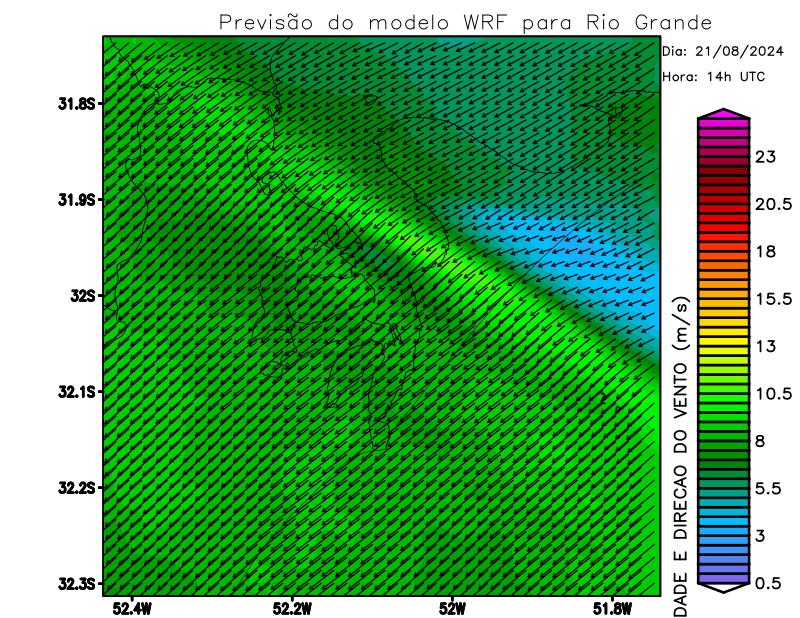 Previsão do modelo WRF para Rio Grande
Dia: 21/08/2024
Hora: 14h UTC
31.8S
31.9S
32S
32.1S
32.2S
32.3S
52.4W
52.2W
52W
51.8W
23
20.5
18
15.5
13
10.5
8
5.5
3
0.5
DADE E DIRECAO DO VENTO (m/s)